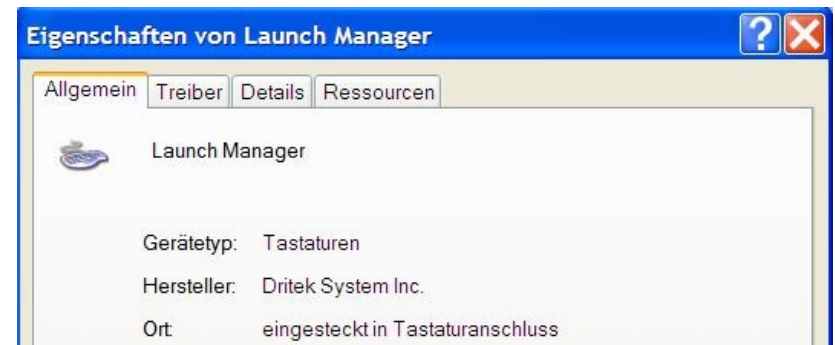 Eigenschaften von Launch Manager
Allgemein Treiber Details Ressourcen
Launch Manager
Gerätetyp: Tastaturen
Hersteller: Dritek System Inc.
Ort: eingesteckt in Tastaturanschluss